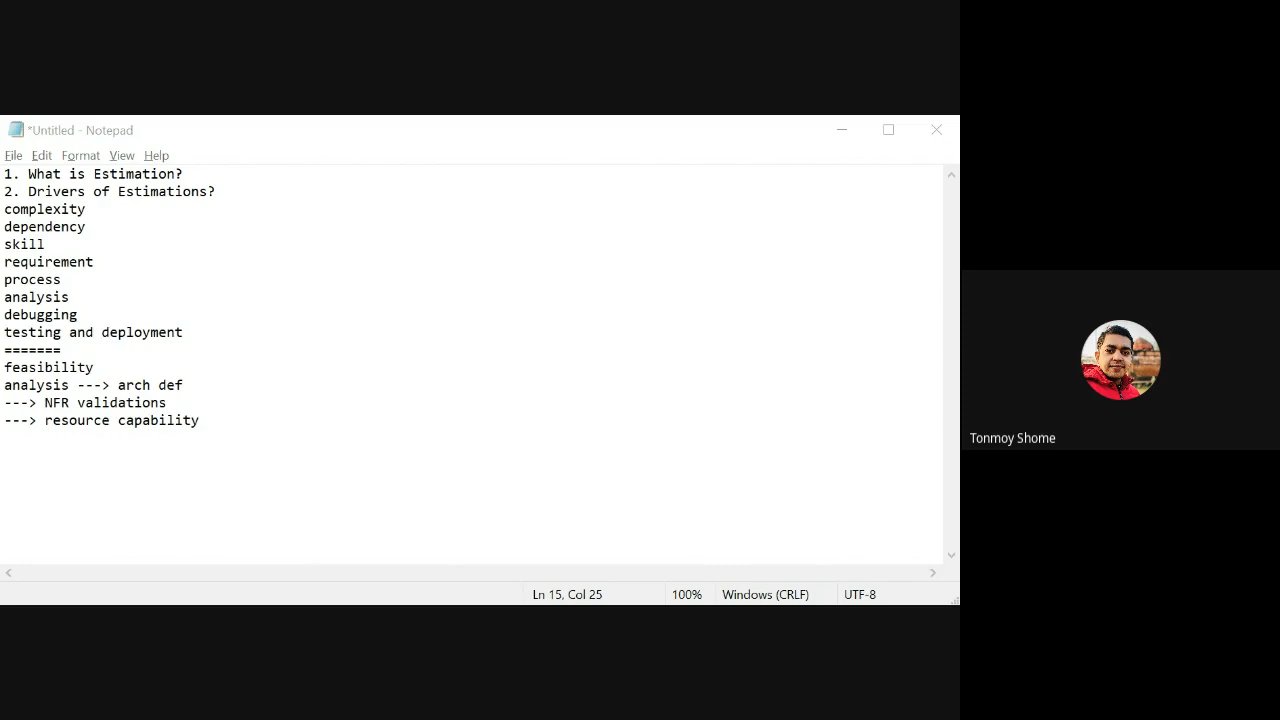 *Untitled - Notepad
File Edit Format View Help
1. What is Estimation?
2. Drivers of Estimations?
complexity
dependency
skill
requirement
process
analysis
debugging
testing and deployment
=======
feasibility
analysis ---> arch def
---> NFR validations
---> resource capability
Ln 15, Col 25 100% Windows (CRLF) UTF-8
Tonmoy Shome